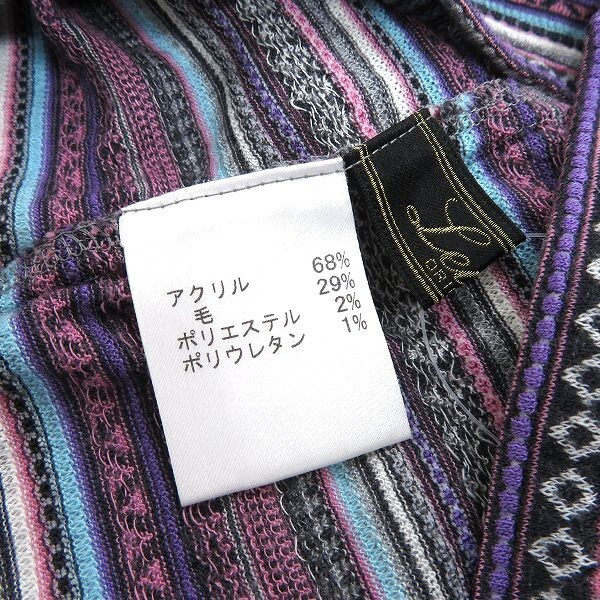 アクリル 68%
毛 29%
ポリエステル 2%
ポリウレタン 1%